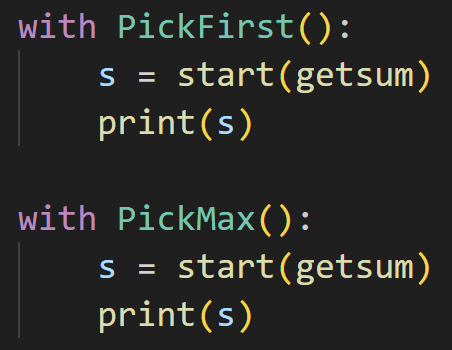 with PickFirst():
    s = start(getsum)
    print(s)

with PickMax():
    s = start(getsum)
    print(s)